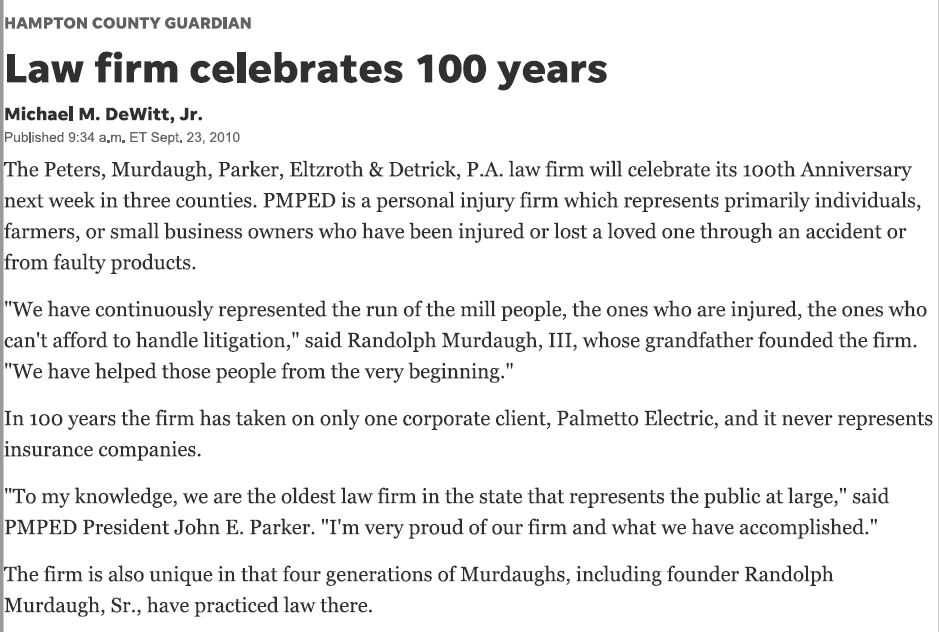 HAMPTON COUNTY GUARDIAN
Law firm celebrates 100 years
Michael M. DeWitt, Jr.
Published 9:34 a.m. ET Sept. 23, 2010
The Peters, Murdaugh, Parker, Eltzroth & Detrick, P.A. law firm will celebrate its 100th Anniversary
next week in three counties. PMPED is a personal injury firm which represents primarily individuals,
farmers, or small business owners who have been injured or lost a loved one through an accident or
from faulty products.
"We have continuously represented the run of the mill people, the ones who are injured, the ones who
can't afford to handle litigation," said Randolph Murdaugh, III, whose grandfather founded the firm.
"We have helped those people from the very beginning."
In 100 years the firm has taken on only one corporate client, Palmetto Electric, and it never represents
insurance companies.
"To my knowledge, we are the oldest law firm in the state that represents the public at large," said
PMPED President John E. Parker. "I'm very proud of our firm and what we have accomplished."
The firm is also unique in that four generations of Murdaughs, including founder Randolph
Murdaugh, Sr., have practiced law there.